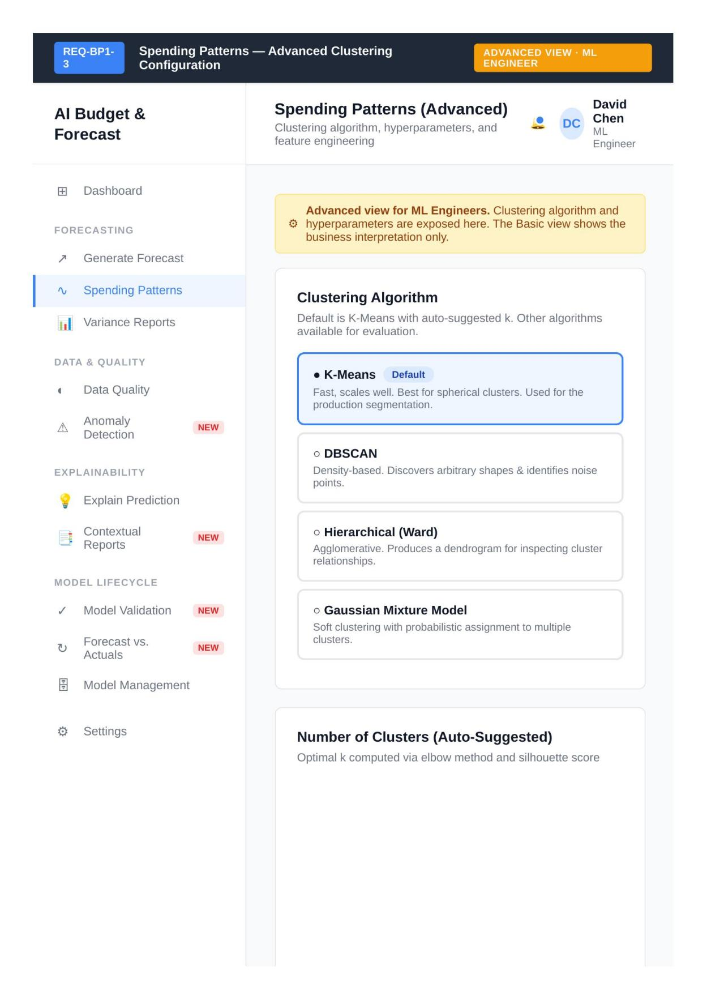 REQ-BP1-
3
Spending Patterns — Advanced Clustering
Configuration
ADVANCED VIEW · ML
ENGINEER
AI Budget &
Forecast
Dashboard
FORECASTING
Generate Forecast
Spending Patterns
Variance Reports
DATA & QUALITY
Data Quality
Anomaly
Detection
NEW
EXPLAINABILITY
Explain Prediction
Contextual
Reports
NEW
MODEL LIFECYCLE
Model Validation
NEW
Forecast vs.
Actuals
NEW
Model Management
Settings
Spending Patterns (Advanced)
Clustering algorithm, hyperparameters, and
feature engineering
DC
David
Chen
ML
Engineer
Advanced view for ML Engineers. Clustering algorithm and
hyperparameters are exposed here. The Basic view shows the
business interpretation only.
Clustering Algorithm
Default is K-Means with auto-suggested k. Other algorithms
available for evaluation.
● K-Means Default
Fast, scales well. Best for spherical clusters. Used for the
production segmentation.
○ DBSCAN
Density-based. Discovers arbitrary shapes & identifies noise
points.
○ Hierarchical (Ward)
Agglomerative. Produces a dendrogram for inspecting cluster
relationships.
○ Gaussian Mixture Model
Soft clustering with probabilistic assignment to multiple
clusters.
Number of Clusters (Auto-Suggested)
Optimal k computed via elbow method and silhouette score